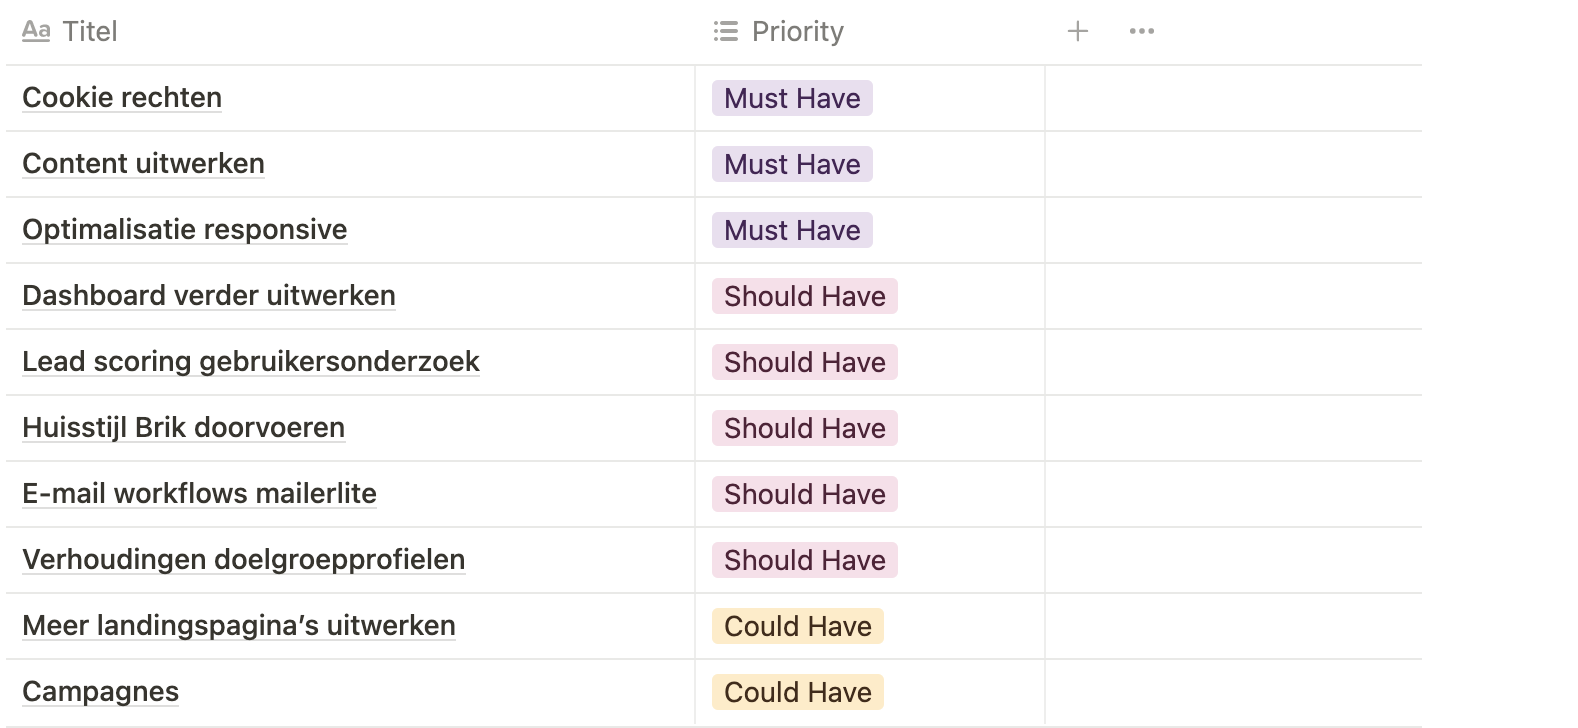 Aa Titel Priority
Cookie rechten Must Have
Content uitwerken Must Have
Optimalisatie responsive Must Have
Dashboard verder uitwerken Should Have
Lead scoring gebruikersonderzoek Should Have
Huisstijl Brik doorvoeren Should Have
E-mail workflows mailerlite Should Have
Verhoudingen doelgroepprofielen Should Have
Meer landingspagina’s uitwerken Could Have
Campagnes Could Have